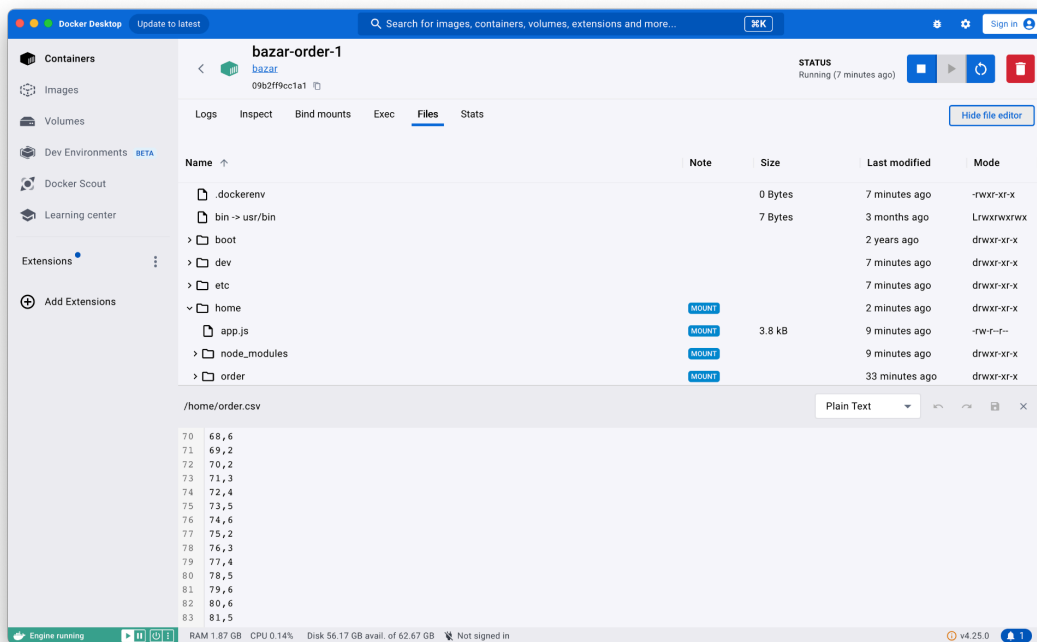 Docker Desktop Update to latest Search for images, containers, volumes, extensions and more... ⌘K Sign in
Containers
Images
Volumes
Dev Environments BETA
Docker Scout
Learning center
Extensions
Add Extensions
bazar-order-1
bazar
09b2ff9cc1a1
STATUS
Running (7 minutes ago)
Logs Inspect Bind mounts Exec Files Stats Hide file editor
Name Note Size Last modified Mode
.dockerenv 0 Bytes 7 minutes ago -rwxr-xr-x
bin -> usr/bin 7 Bytes 3 months ago Lrwxrwxrwx
boot 2 years ago drwxr-xr-x
dev 7 minutes ago drwxr-xr-x
etc 7 minutes ago drwxr-xr-x
home MOUNT 2 minutes ago drwxr-xr-x
app.js MOUNT 3.8 kB 9 minutes ago -rw-r--r--
node_modules MOUNT 9 minutes ago drwxr-xr-x
order MOUNT 33 minutes ago drwxr-xr-x
/home/order.csv Plain Text
70 68,6
71 69,2
72 70,2
73 71,3
74 72,4
75 73,5
76 74,6
77 75,2
78 76,3
79 77,4
80 78,5
81 79,6
82 80,6
83 81,5
Engine running RAM 1.87 GB CPU 0.14% Disk 56.17 GB avail. of 62.67 GB Not signed in v4.25.0 1